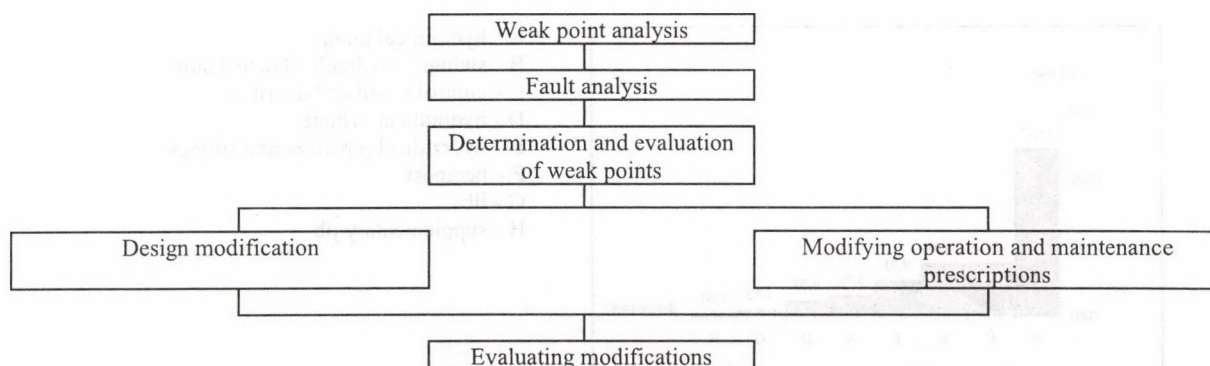 Weak point analysis
Fault analysis
Determination and evaluation
of weak points
Design modification
Modifying operation and maintenance
prescriptions
Evaluating modifications